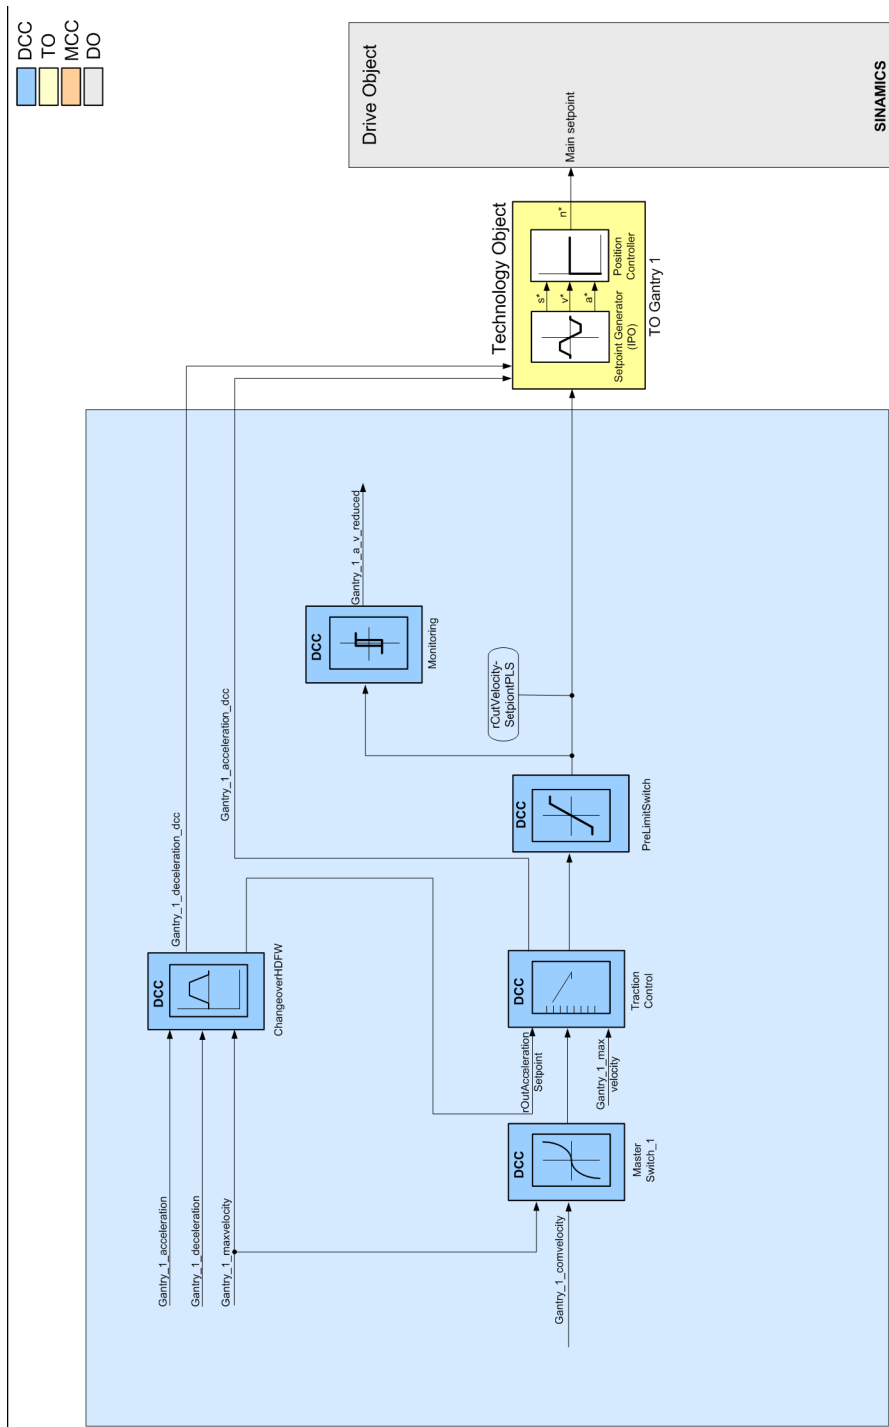 DCC
TO
MCC
DO
Drive Object
Main setpoint
SINAMICS
Technology Object
n*
s*
v*
a*
Position
Controller
Setpoint Generator
(IPO)
TO Gantry 1
Gantry_1_acceleration
Gantry_1_deceleration
Gantry_1_maxvelocity
DCC
ChangeoverHDFW
Gantry_1_deceleration_dcc
Gantry_1_acceleration_dcc
DCC
Monitoring
Gantry_1_a_v_reduced
rCutVelocity-
SetpiontPLS
Gantry_1_comvelocity
DCC
Master
Switch_1
rOutAcceleration
Setpoint
Gantry_1_max
velocity
DCC
Traction
Control
DCC
PreLimitSwitch